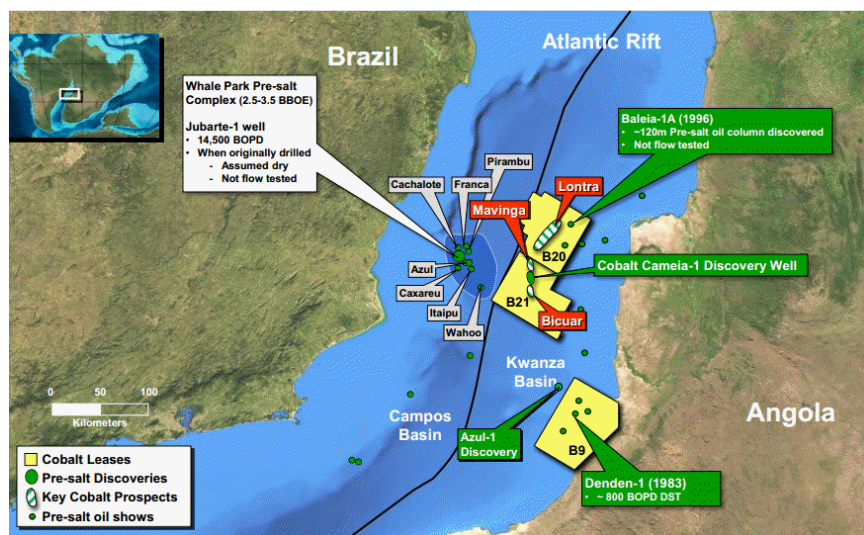 Brazil
Atlantic Rift
Whale Park Pre-salt
Complex (2.5-3.5 BBOE)
Jubarte-1 well
• 14,500 BOPD
• When originally drilled
- Assumed dry
- Not flow tested
Baleia-1A (1996)
• ~120m Pre-salt oil column discovered
• Not flow tested
Pirambu
Cachalote
Franca
Lontra
Mavinga
B20
Cobalt Cameia-1 Discovery Well
Azul
Caxareu
Itaipu
Wahoo
B21
Bicuar
Kwanza
Basin
0 50 100
Kilometers
Campos
Basin
Angola
Azul-1
Discovery
B9
Denden-1 (1983)
• ~ 800 BOPD DST
Cobalt Leases
Pre-salt Discoveries
Key Cobalt Prospects
Pre-salt oil shows